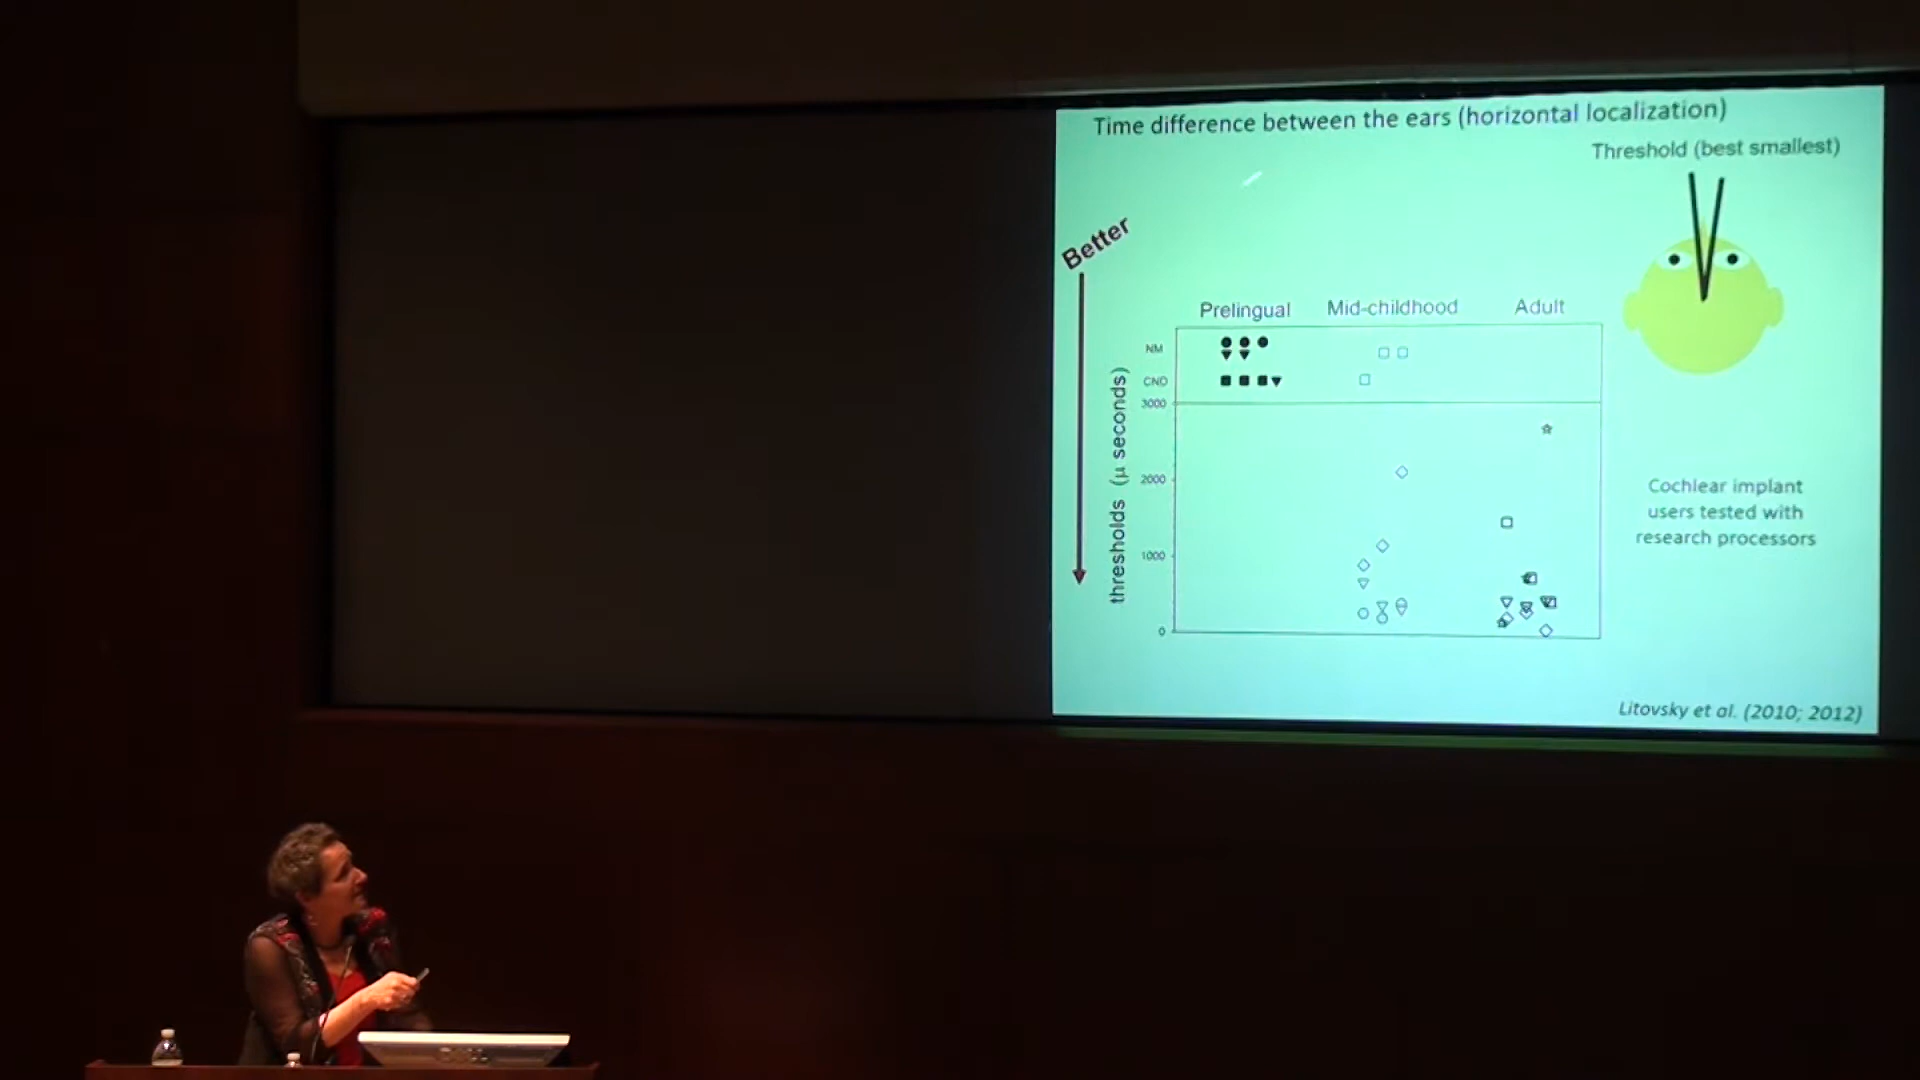 Time difference between the ears (horizontal localization)
Threshold (best smallest)
Better
Prelingual Mid-childhood Adult
NM
CND
3000
2000
1000
0
thresholds (μ seconds)
Cochlear implant
users tested with
research processors
Litovsky et al. (2010; 2012)